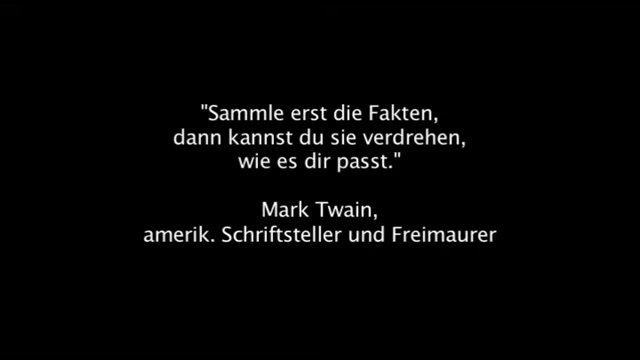 "Sammle erst die Fakten,
dann kannst du sie verdrehen,
wie es dir passt."
Mark Twain,
amerik. Schriftsteller und Freimaurer